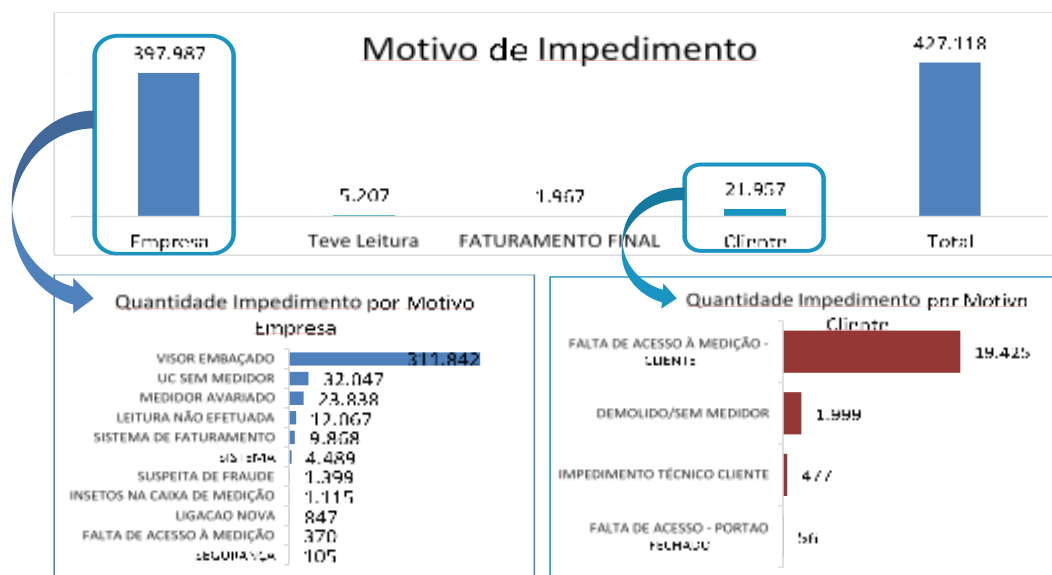 Motivo de Impedimento
397.987
5.207
1.967
21.957
427.118
Empresa
Teve Leitura
FATURAMENTO FINAL
Cliente
Total
Quantidade Impedimento por Motivo
Empresa
VISOR EMBAÇADO 311.842
UC SEM MEDIDOR 32.047
MEDIDOR AVARIADO 23.838
LEITURA NÃO EFETUADA 12.067
SISTEMA DE FATURAMENTO 9.868
SISTEMA 4.489
SUSPEITA DE FRAUDE 1.399
INSETOS NA CAIXA DE MEDIÇÃO 1.115
LIGACAO NOVA 847
FALTA DE ACESSO À MEDIÇÃO 370
SEGURANÇA 105
Quantidade Impedimento por Motivo
Cliente
FALTA DE ACESSO À MEDIÇÃO -
CLIENTE
19.425
DEMOLIDO/SEM MEDIDOR 1.999
IMPEDIMENTO TÉCNICO CLIENTE 477
FALTA DE ACESSO - PORTAO
FECHADO
56